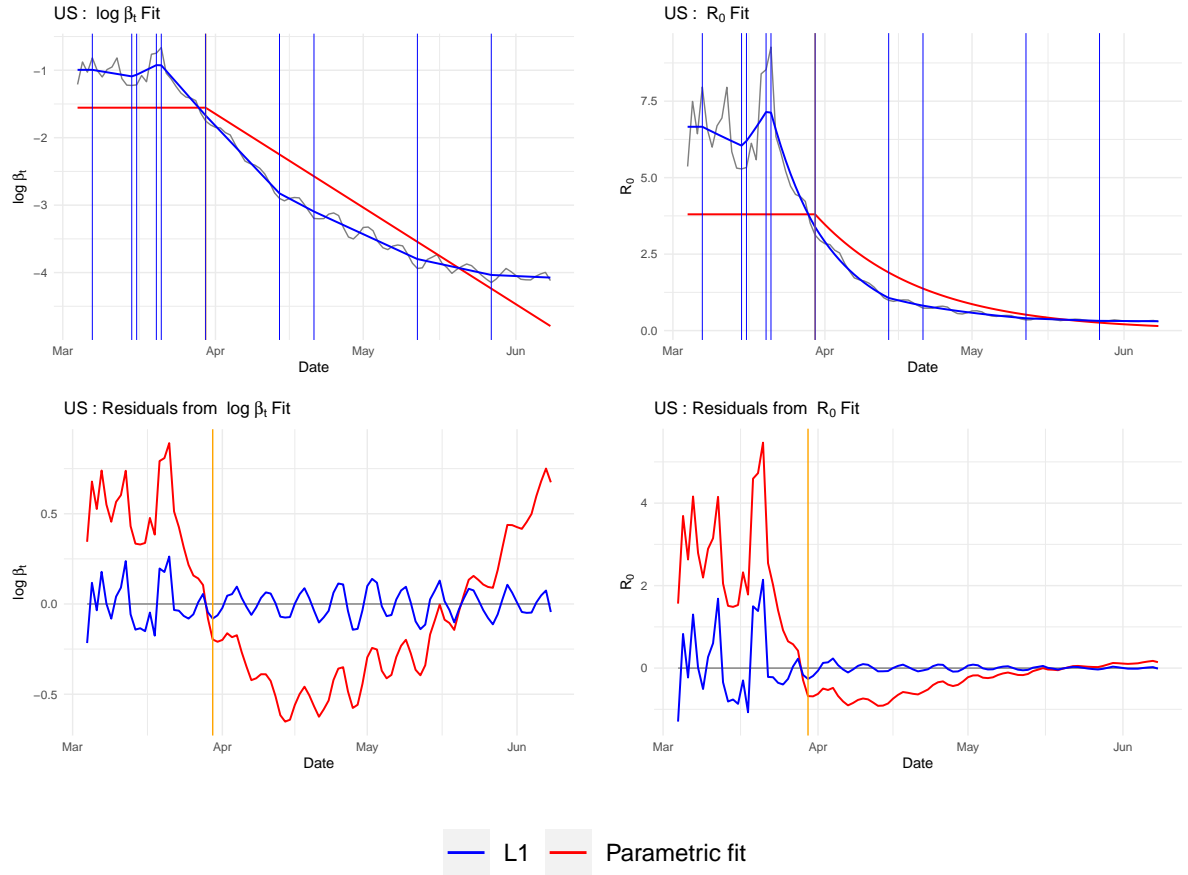 US : log βt Fit
−1
−2
−3
−4
log βt
Mar
Apr
May
Jun
Date
US : R0 Fit
7.5
5.0
2.5
0.0
R0
Mar
Apr
May
Jun
Date
US : Residuals from log βt Fit
0.5
0.0
−0.5
log βt
Mar
Apr
May
Jun
Date
US : Residuals from R0 Fit
4
2
0
R0
Mar
Apr
May
Jun
Date
L1 Parametric fit